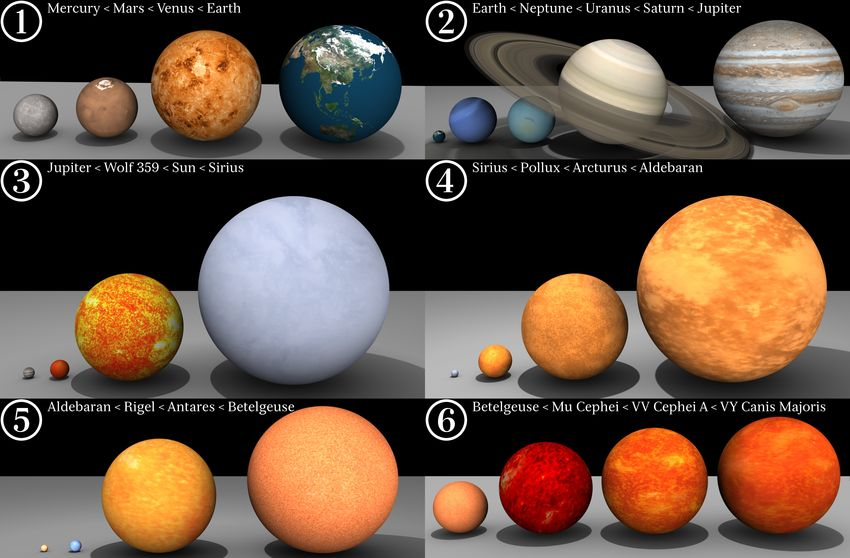 1 Mercury < Mars < Venus < Earth
2 Earth < Neptune < Uranus < Saturn < Jupiter
3 Jupiter < Wolf 359 < Sun < Sirius
4 Sirius < Pollux < Arcturus < Aldebaran
5 Aldebaran < Rigel < Antares < Betelgeuse
6 Betelgeuse < Mu Cephei < VV Cephei A < VY Canis Majoris